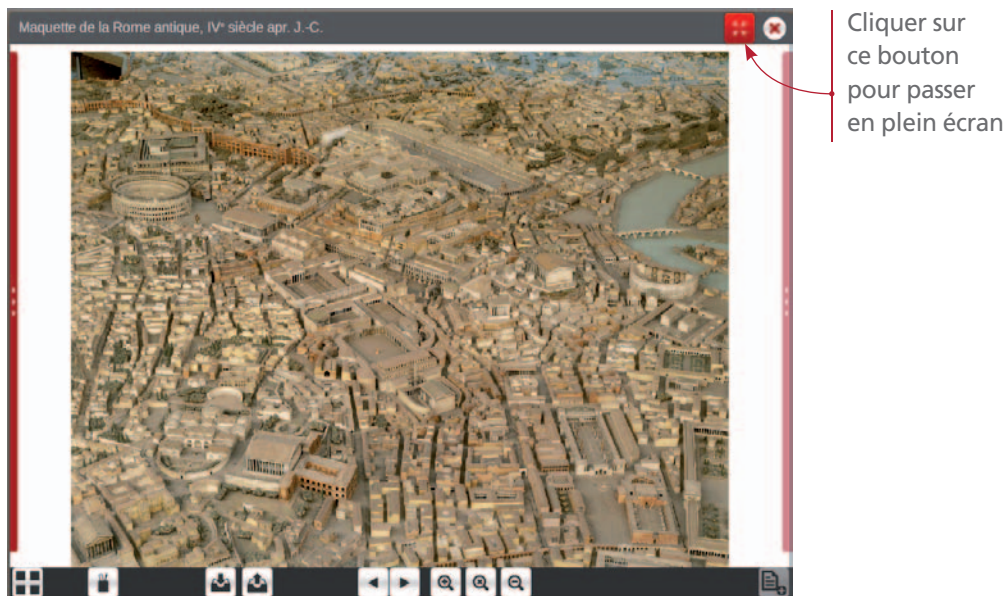 Maquette de la Rome antique, IVᵉ siècle apr. J.-C.
Cliquer sur
ce bouton
pour passer
en plein écran